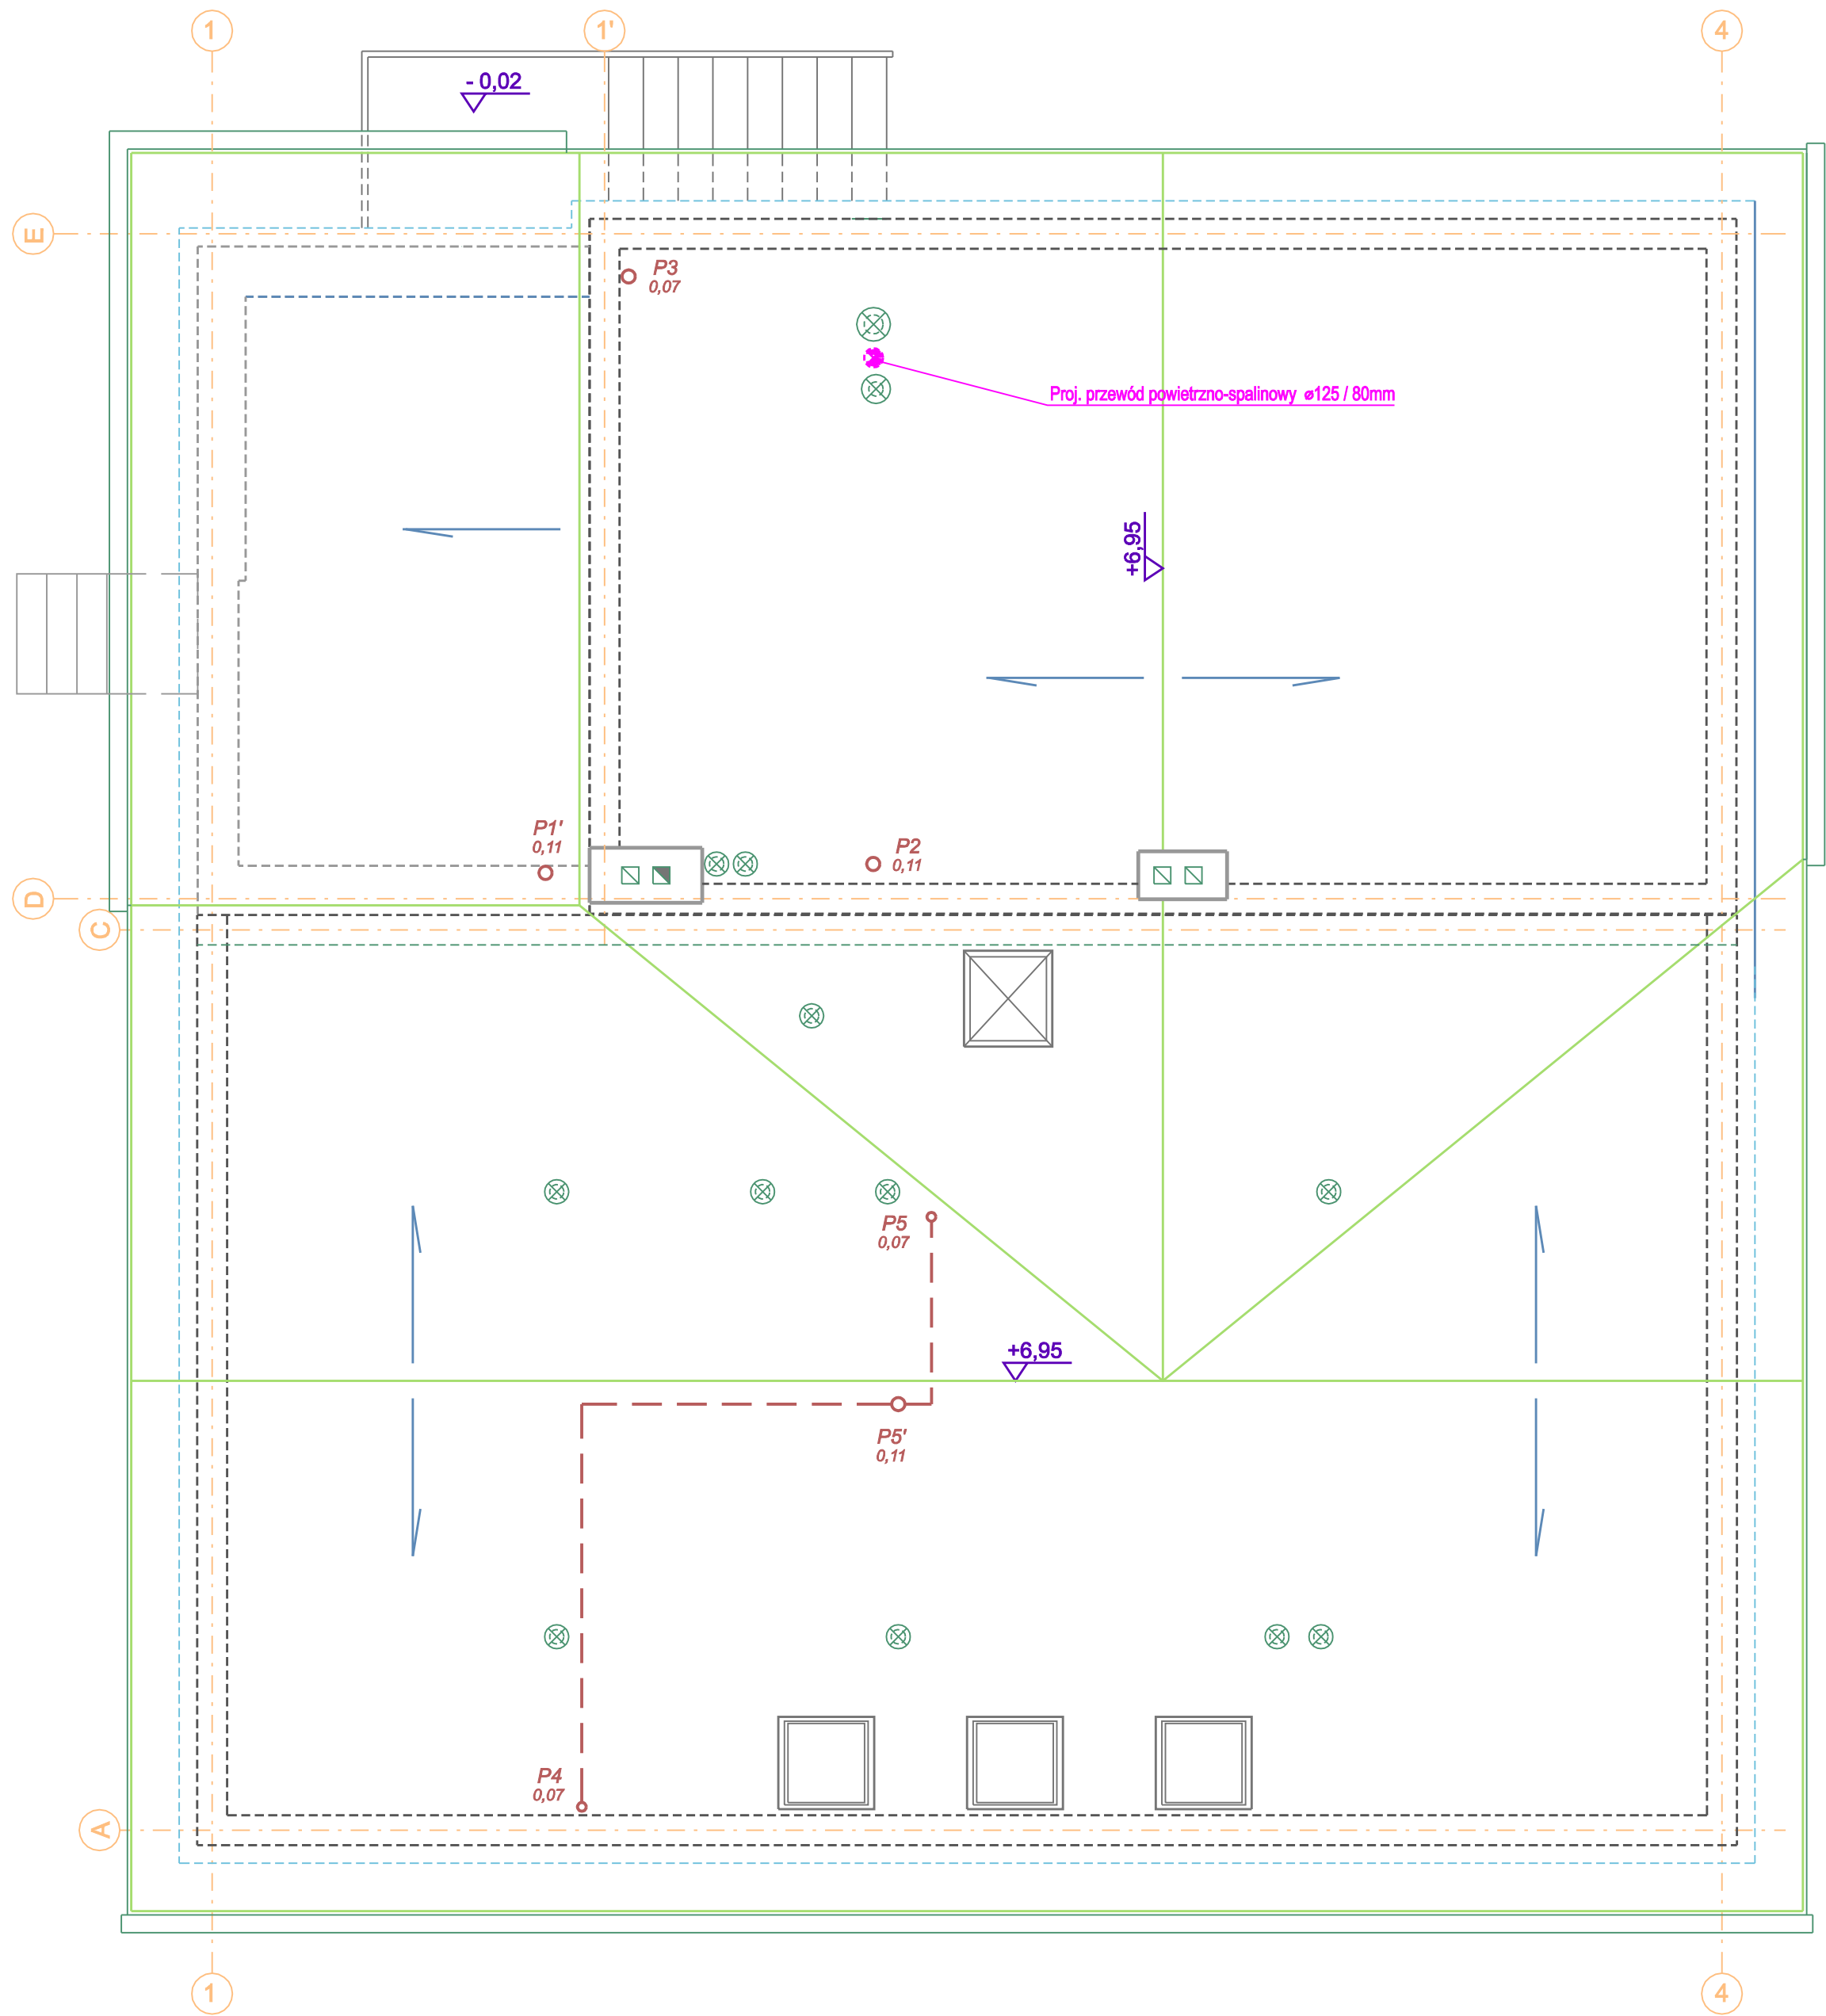 1
1'
4
- 0,02
E
P3
0,07
Proj. przewód powietrzno-spalinowy ø125 / 80mm
+6,95
P1'
0,11
P2
0,11
D
C
P5
0,07
+6,95
P5'
0,11
P4
0,07
A
1
4